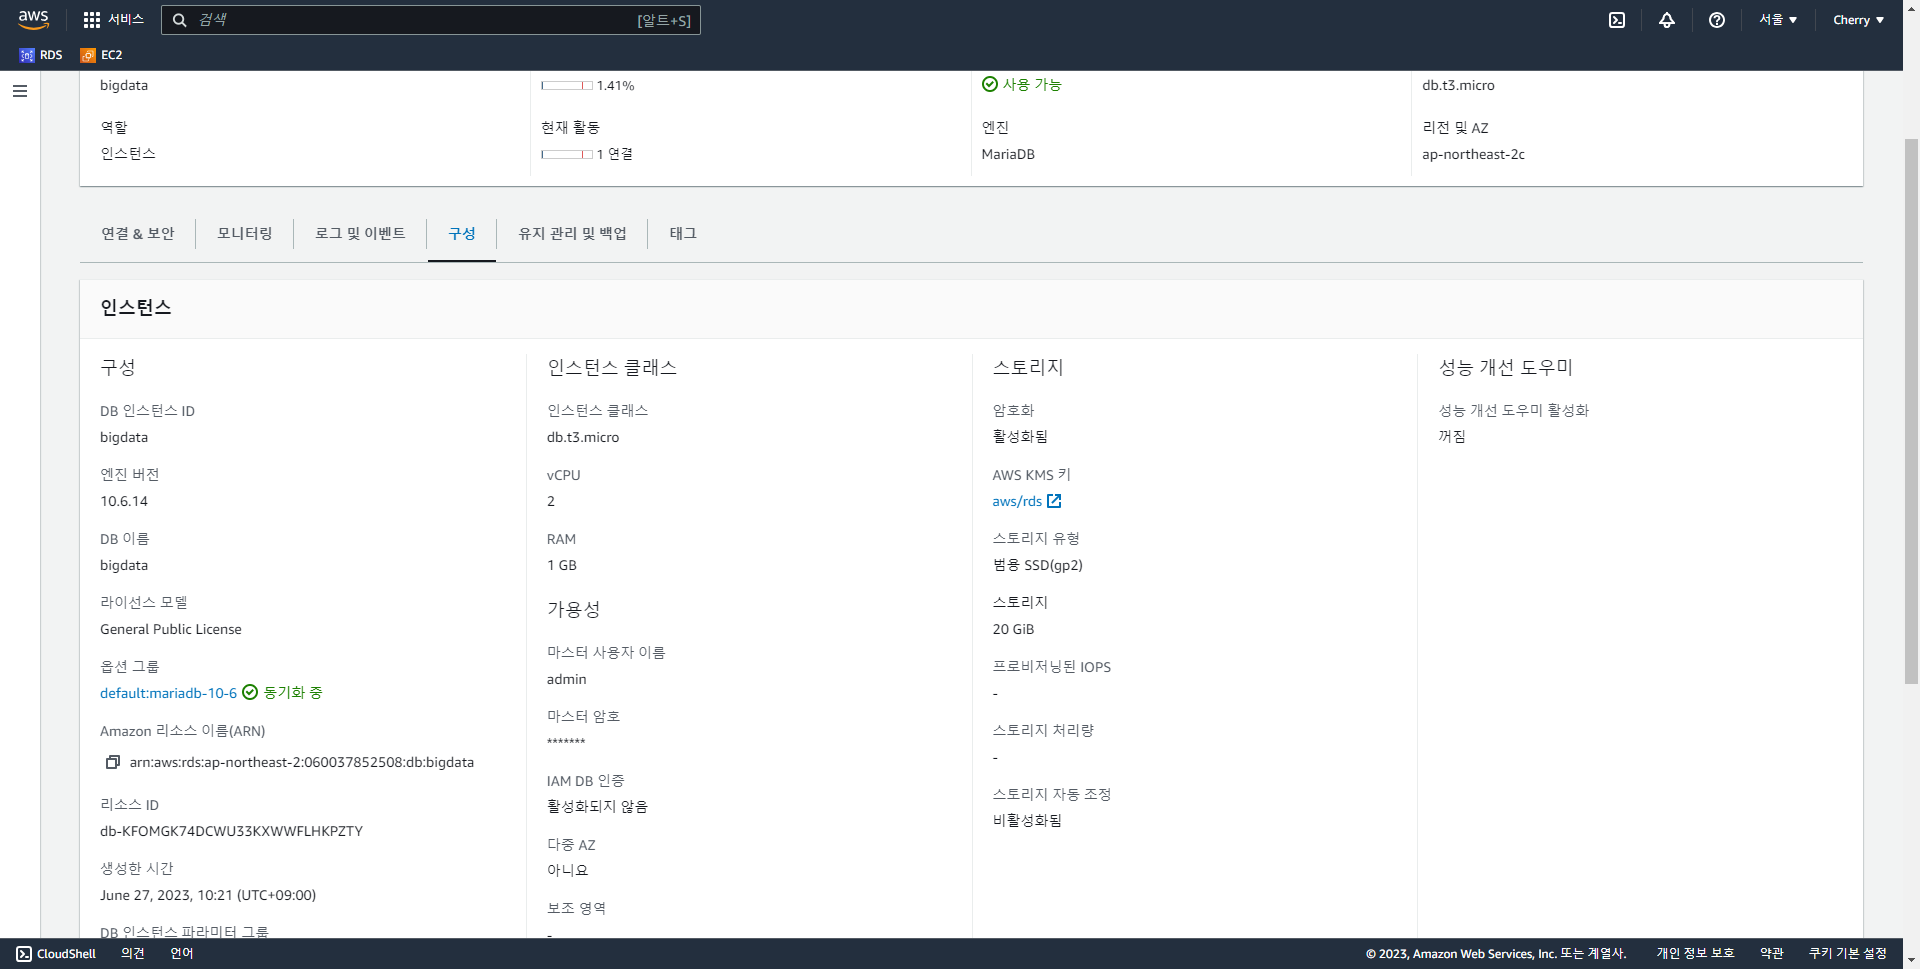 aws
서비스
검색
[알트+S]
서울 ▼
Cherry ▼
RDS
EC2
bigdata
1.41%
사용 가능
db.t3.micro
역할
현재 활동
엔진
리전 및 AZ
인스턴스
1 연결
MariaDB
ap-northeast-2c
연결 & 보안
모니터링
로그 및 이벤트
구성
유지 관리 및 백업
태그
인스턴스
구성
DB 인스턴스 ID
bigdata
엔진 버전
10.6.14
DB 이름
bigdata
라이선스 모델
General Public License
옵션 그룹
default:mariadb-10-6 동기화 중
Amazon 리소스 이름(ARN)
arn:aws:rds:ap-northeast-2:060037852508:db:bigdata
리소스 ID
db-KFOMGK74DCWU33KXWWFLHKPZTY
생성한 시간
June 27, 2023, 10:21 (UTC+09:00)
DB 인스턴스 파라미터 그룹
인스턴스 클래스
인스턴스 클래스
db.t3.micro
vCPU
2
RAM
1 GB
가용성
마스터 사용자 이름
admin
마스터 암호
*******
IAM DB 인증
활성화되지 않음
다중 AZ
아니요
보조 영역
-
스토리지
암호화
활성화됨
AWS KMS 키
aws/rds
스토리지 유형
범용 SSD(gp2)
스토리지
20 GiB
프로비저닝된 IOPS
-
스토리지 처리량
-
스토리지 자동 조정
비활성화됨
성능 개선 도우미
성능 개선 도우미 활성화
꺼짐
CloudShell
의견
언어
© 2023, Amazon Web Services, Inc. 또는 계열사.
개인 정보 보호
약관
쿠키 기본 설정